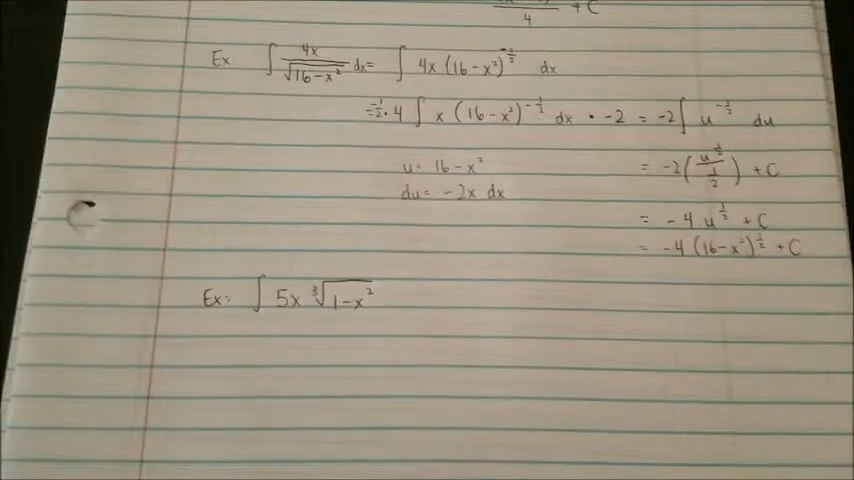 4 + C
Ex ∫ 4x/√(16-x²) dx = ∫ 4x (16-x²)^(-1/2) dx
= -1/2 · 4 ∫ x (16-x²)^(-1/2) dx · -2 = -2 ∫ u^(-1/2) du
u = 16-x² = -2 (u^(1/2)/(1/2)) + C
du = -2x dx
= -4 u^(1/2) + C
= -4 (16-x²)^(1/2) + C
Ex: ∫ 5x ∛(1-x²)